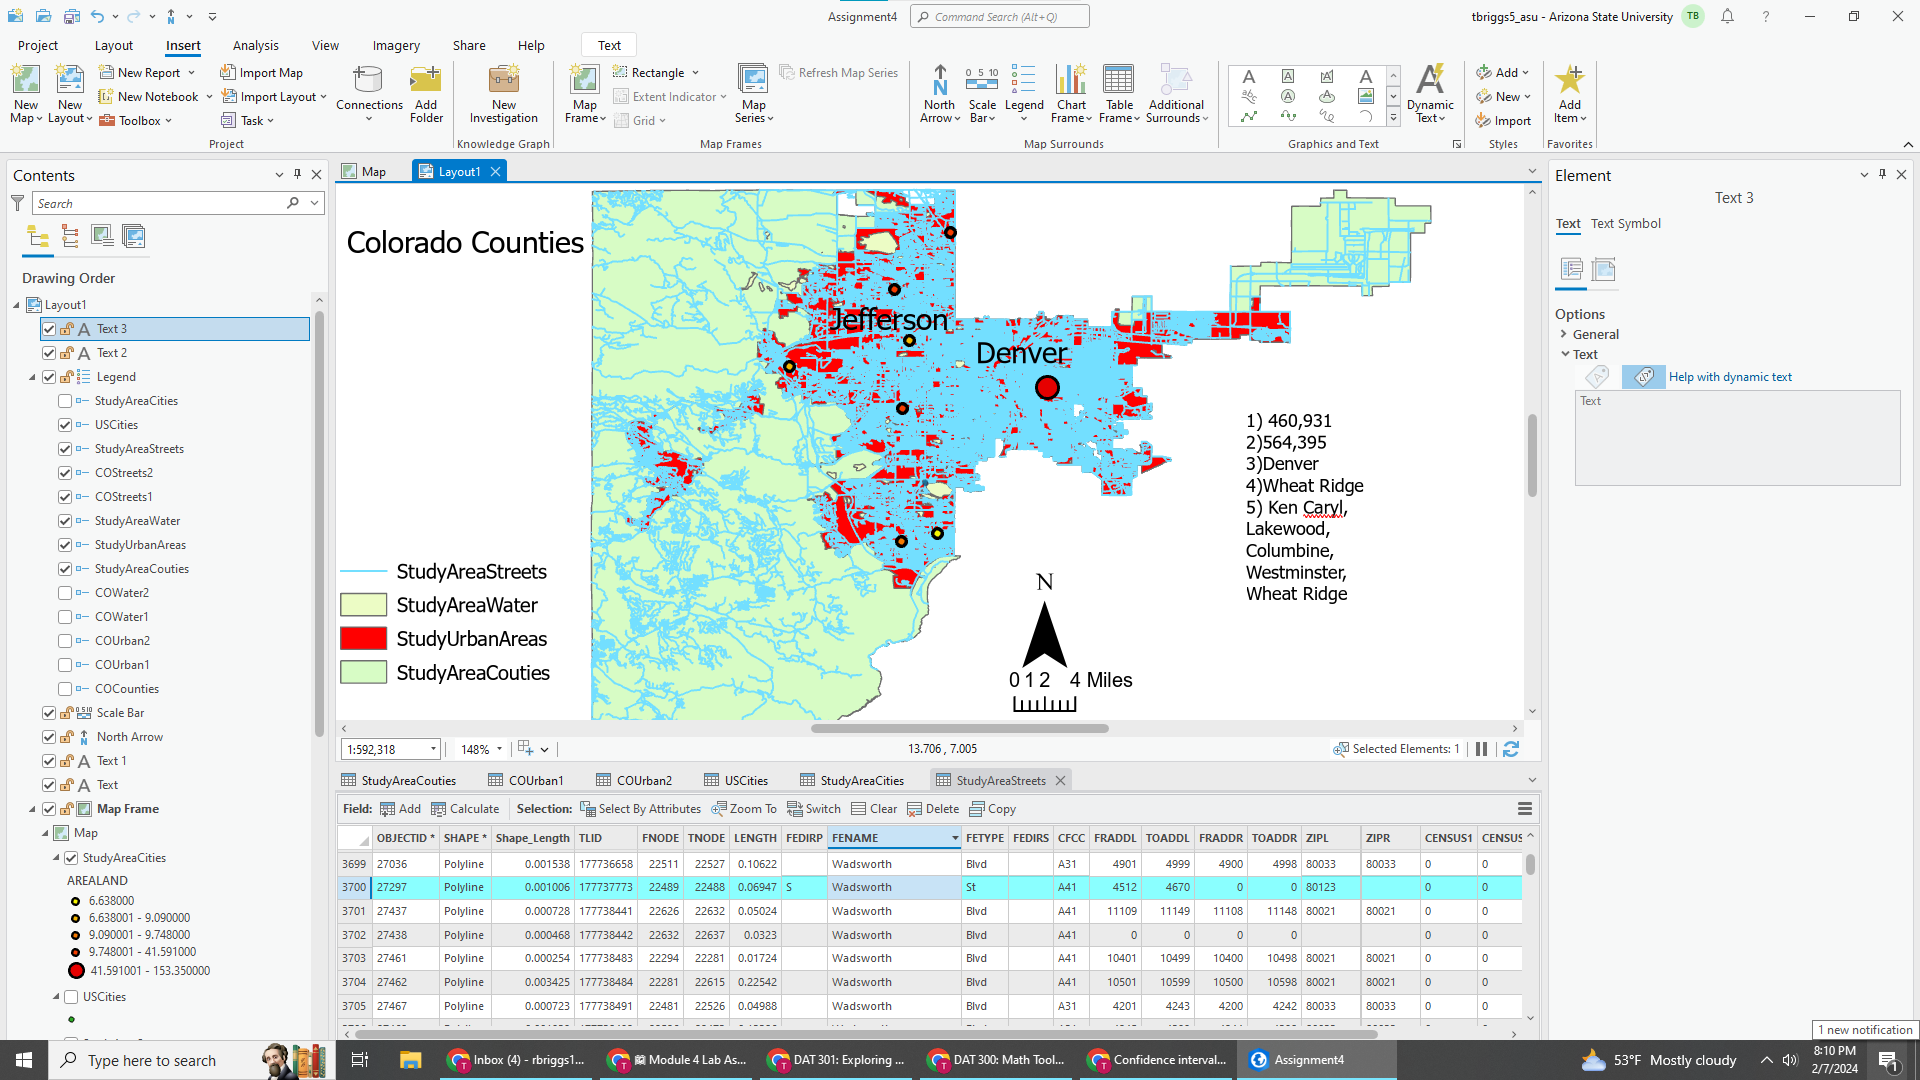 Assignment4
Command Search (Alt+Q)
tbriggs5_asu - Arizona State University
TB
Project
Layout
Insert
Analysis
View
Imagery
Share
Help
Text
New Map
New Layout
New Report
New Notebook
Toolbox
Import Map
Import Layout
Task
Connections
Add Folder
New Investigation
Map Frame
Rectangle
Extent Indicator
Grid
Map Series
Refresh Map Series
North Arrow
Scale Bar
Legend
Chart Frame
Table Frame
Additional Surrounds
Dynamic Text
Add
New
Import
Add Item
Project
Knowledge Graph
Map Frames
Map Surrounds
Graphics and Text
Styles
Favorites
Contents
Search
Drawing Order
Layout1
Text 3
Text 2
Legend
StudyAreaCities
USCities
StudyAreaStreets
COStreets2
COStreets1
StudyAreaWater
StudyUrbanAreas
StudyAreaCouties
COWater2
COWater1
COUrban2
COUrban1
COCounties
Scale Bar
North Arrow
Text 1
Text
Map Frame
Map
StudyAreaCities
AREALAND
6.638000
6.638001 - 9.090000
9.090001 - 9.748000
9.748001 - 41.591000
41.591001 - 153.350000
USCities
Map
Layout1
Colorado Counties
Jefferson
Denver
1) 460,931
2)564,395
3)Denver
4)Wheat Ridge
5) Ken Caryl,
Lakewood,
Columbine,
Westminster,
Wheat Ridge
StudyAreaStreets
StudyAreaWater
StudyUrbanAreas
StudyAreaCouties
N
0 1 2 4 Miles
1:592,318
148%
13.706 , 7.005
Selected Elements: 1
StudyAreaCouties
COUrban1
COUrban2
USCities
StudyAreaCities
StudyAreaStreets
Field: Add Calculate Selection: Select By Attributes Zoom To Switch Clear Delete Copy
OBJECTID * SHAPE * Shape_Length TLID FNODE TNODE LENGTH FEDIRP FENAME FETYPE FEDIRS CFCC FRADDL TOADDL FRADDR TOADDR ZIPL ZIPR CENSUS1 CENSUS
3699 27036 Polyline 0.001538 177736658 22511 22527 0.10622 Wadsworth Blvd A31 4901 4999 4900 4998 80033 80033 0 0
3700 27297 Polyline 0.001006 177737773 22489 22488 0.06947 S Wadsworth St A41 4512 4670 0 0 80123 0 0
3701 27437 Polyline 0.000728 177738441 22626 22632 0.05024 Wadsworth Blvd A41 11109 11149 11108 11148 80021 80021 0 0
3702 27438 Polyline 0.000468 177738442 22632 22637 0.0323 Wadsworth Blvd A41 0 0 0 0 0 0
3703 27461 Polyline 0.000254 177738483 22294 22281 0.01724 Wadsworth Blvd A41 10401 10499 10400 10498 80021 80021 0 0
3704 27462 Polyline 0.003425 177738484 22281 22615 0.22542 Wadsworth Blvd A41 10501 10599 10500 10598 80021 80021 0 0
3705 27467 Polyline 0.000723 177738491 22481 22526 0.04988 Wadsworth Blvd A31 4201 4243 4200 4242 80033 80033 0 0
Element
Text 3
Text
Text Symbol
Options
General
Text
Help with dynamic text
Text
1 new notification
Type here to search
Inbox (4) - rbriggs1...
Module 4 Lab As...
DAT 301: Exploring ...
DAT 300: Math Tool...
Confidence interval...
Assignment4
53°F Mostly cloudy
8:10 PM
2/7/2024
1